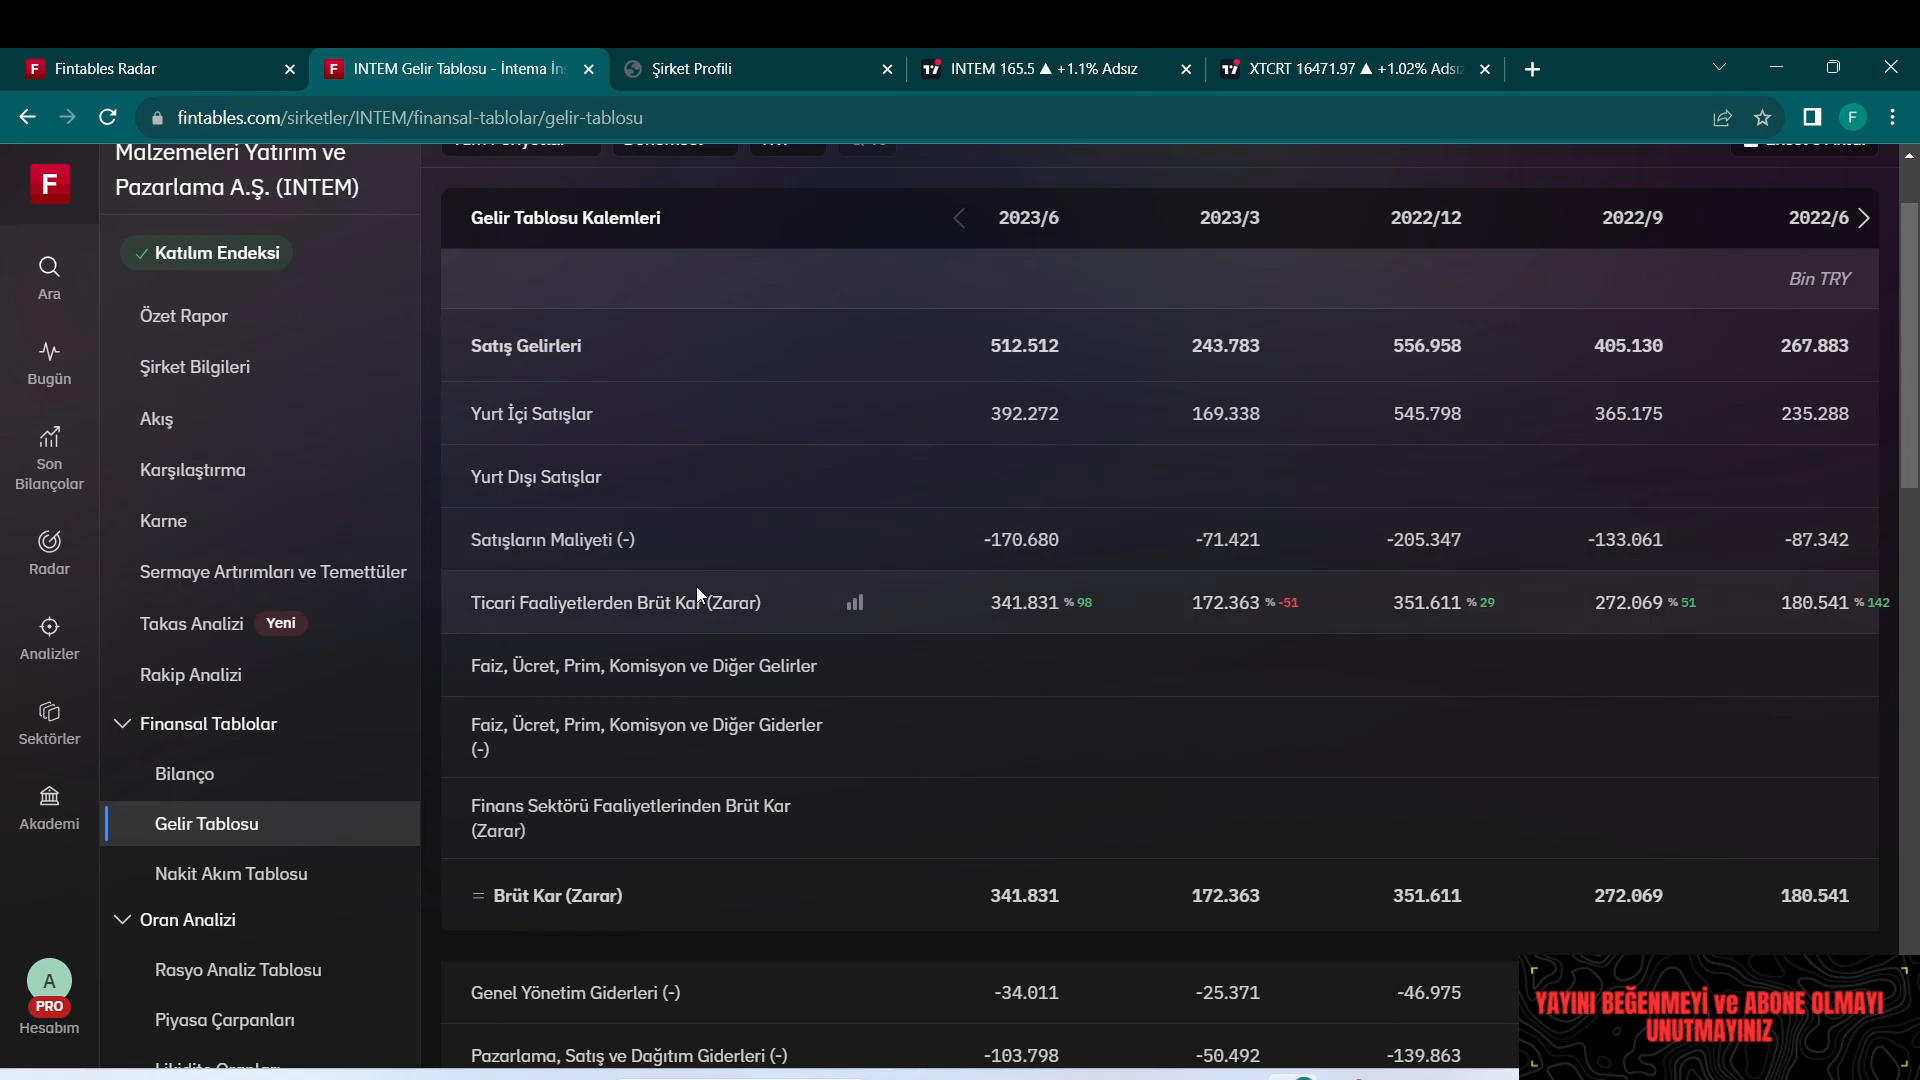 Fintables Radar
INTEM Gelir Tablosu - İntema İnş
Şirket Profili
INTEM 165.5 ▲ +1.1% Adsız
XTCRT 16471.97 ▲ +1.02% Adsız
fintables.com/sirketler/INTEM/finansal-tablolar/gelir-tablosu
F
F
Ara
Bugün
Son
Bilançolar
Radar
Analizler
Sektörler
Akademi
A
PRO
Hesabım
Malzemeleri Yatırım ve
Pazarlama A.Ş. (INTEM)
Katılım Endeksi
Özet Rapor
Şirket Bilgileri
Akış
Karşılaştırma
Karne
Sermaye Artırımları ve Temettüler
Takas Analizi Yeni
Rakip Analizi
Finansal Tablolar
Bilanço
Gelir Tablosu
Nakit Akım Tablosu
Oran Analizi
Rasyo Analiz Tablosu
Piyasa Çarpanları
Gelir Tablosu Kalemleri 2023/6 2023/3 2022/12 2022/9 2022/6
Bin TRY
Satış Gelirleri 512.512 243.783 556.958 405.130 267.883
Yurt İçi Satışlar 392.272 169.338 545.798 365.175 235.288
Yurt Dışı Satışlar
Satışların Maliyeti (-) -170.680 -71.421 -205.347 -133.061 -87.342
Ticari Faaliyetlerden Brüt Kar (Zarar) 341.831 % 98 172.363 % -51 351.611 % 29 272.069 % 51 180.541 % 142
Faiz, Ücret, Prim, Komisyon ve Diğer Gelirler
Faiz, Ücret, Prim, Komisyon ve Diğer Giderler
(-)
Finans Sektörü Faaliyetlerinden Brüt Kar
(Zarar)
= Brüt Kar (Zarar) 341.831 172.363 351.611 272.069 180.541
Genel Yönetim Giderleri (-) -34.011 -25.371 -46.975
Pazarlama, Satış ve Dağıtım Giderleri (-) -103.798 -50.492 -139.863
YAYINI BEĞENMEYİ ve ABONE OLMAYI
UNUTMAYINIZ